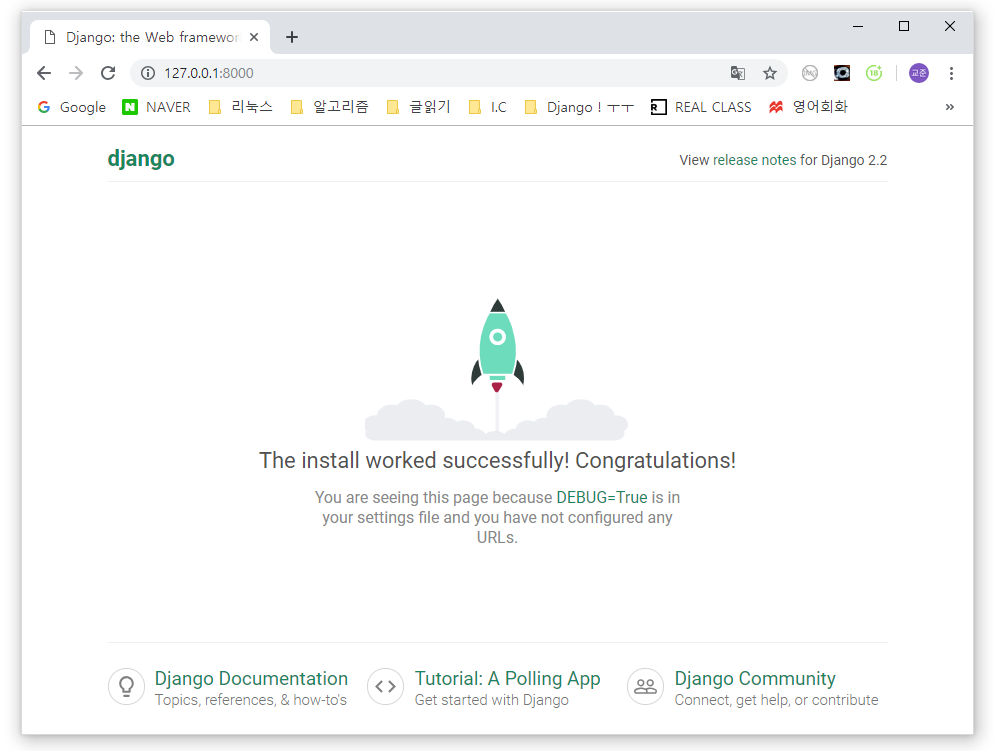 Django: the Web framewor
127.0.0.1:8000
Google NAVER 리눅스 알고리즘 글읽기 I.C Django ! ㅜㅜ REAL CLASS 영어회화 »
django
View release notes for Django 2.2
The install worked successfully! Congratulations!
You are seeing this page because DEBUG=True is in
your settings file and you have not configured any
URLs.
Django Documentation
Topics, references, & how-to's
Tutorial: A Polling App
Get started with Django
Django Community
Connect, get help, or contribute